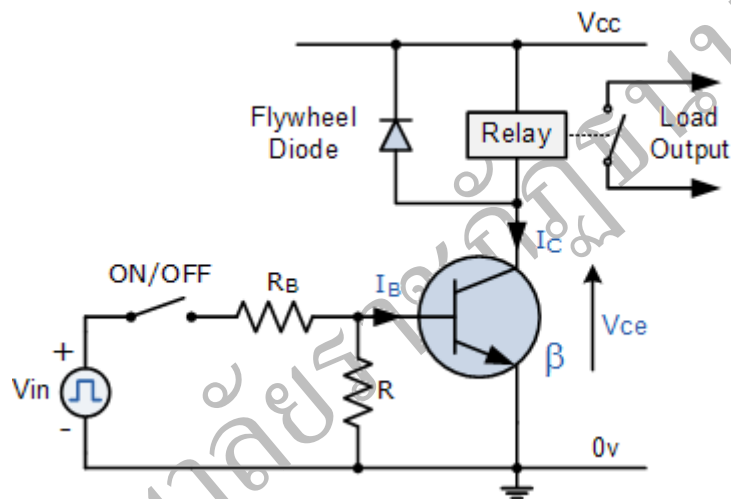 Vcc
Flywheel
Diode
Relay
Load
Output
IC
ON/OFF
RB
IB
Vce
β
+
Vin
-
R
0v